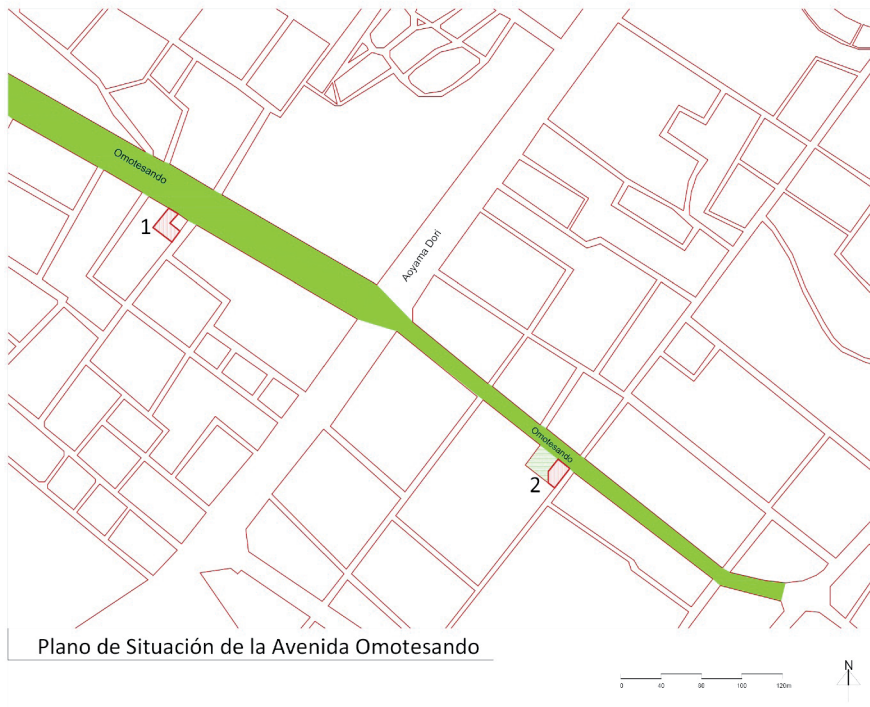 Omotesando
1
Aoyama Dori
Omotesando
2
Plano de Situación de la Avenida Omotesando
0 40 80 100 120m
N